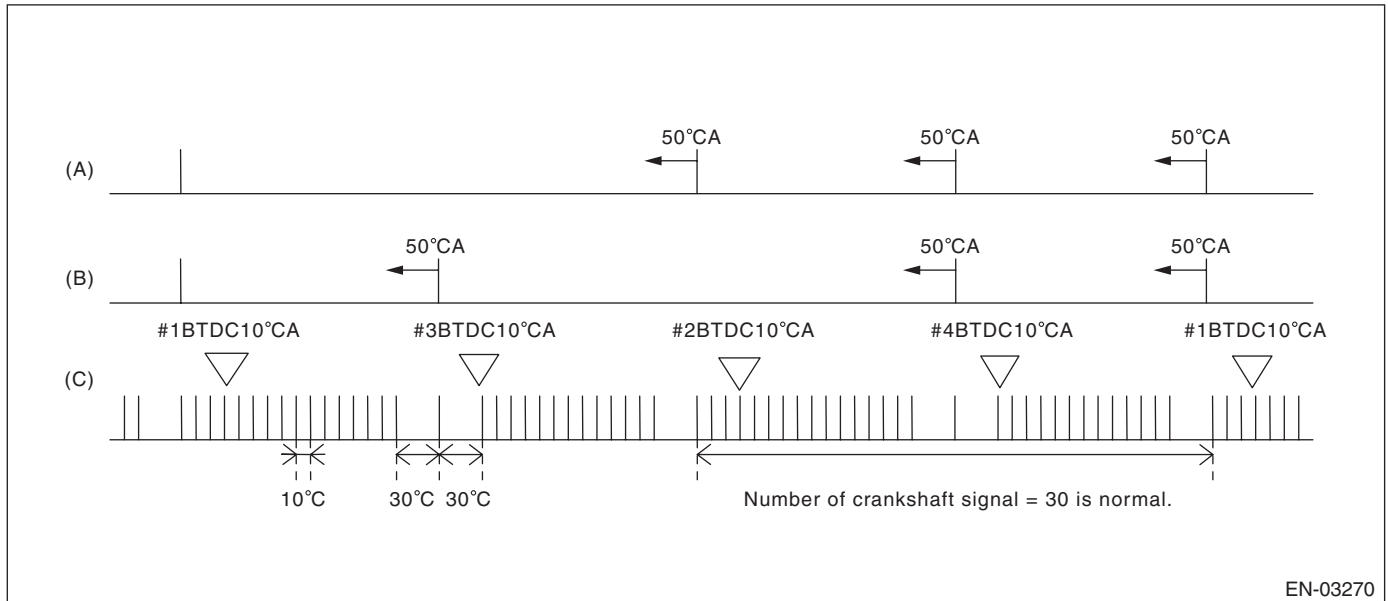 50°CA 50°CA 50°CA
(A)
50°CA 50°CA 50°CA
(B)
#1BTDC10°CA #3BTDC10°CA #2BTDC10°CA #4BTDC10°CA #1BTDC10°CA
(C)
10°C 30°C 30°C Number of crankshaft signal = 30 is normal.
EN-03270